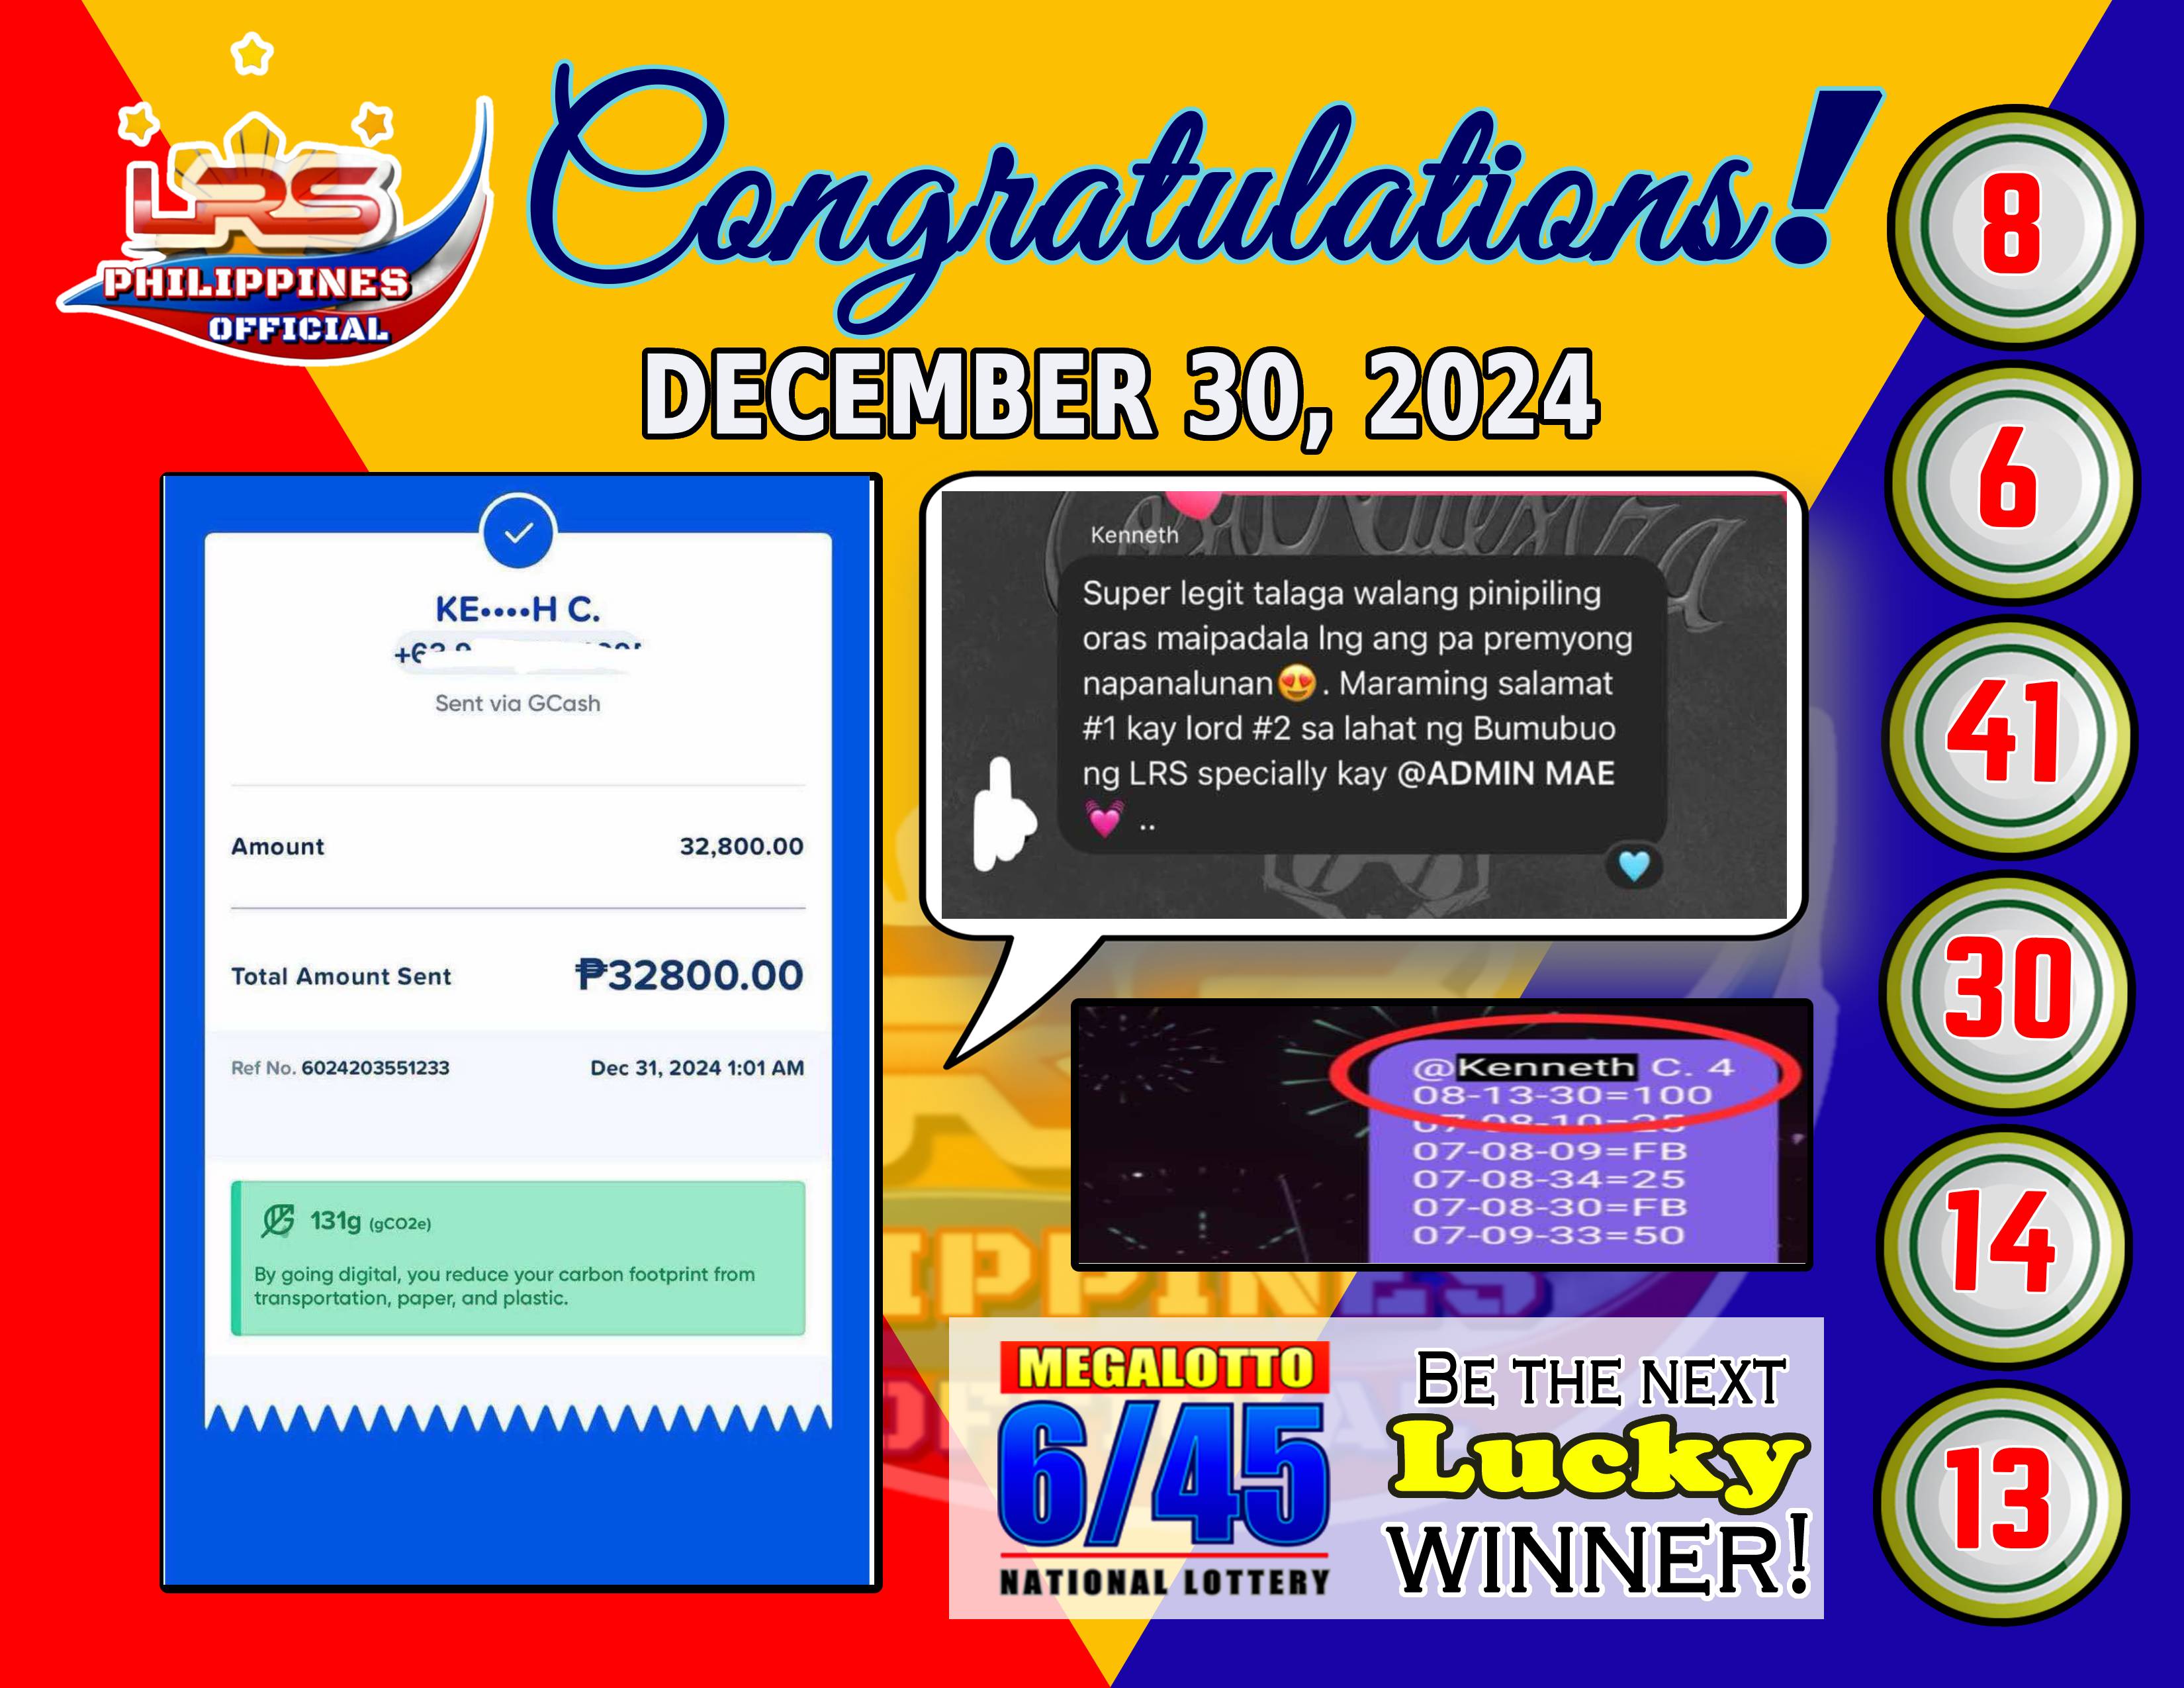 LRS
PHILIPPINES
OFFICIAL
Congratulations!
DECEMBER 30, 2024
KE••••H C.
Sent via GCash
Amount 32,800.00
Total Amount Sent ₱32800.00
Ref No. 6024203551233 Dec 31, 2024 1:01 AM
131g (gCO2e)
By going digital, you reduce your carbon footprint from
transportation, paper, and plastic.
Kenneth
Super legit talaga walang pinipiling
oras maipadala lng ang pa premyong
napanalunan😍. Maraming salamat
#1 kay lord #2 sa lahat ng Bumubuo
ng LRS specially kay @ADMIN MAE
💓 ..
@Kenneth C. 4
08-13-30=100
07-08-10=25
07-08-09=FB
07-08-34=25
07-08-30=FB
07-09-33=50
MEGALOTTO
6/45
NATIONAL LOTTERY
BE THE NEXT
Lucky
WINNER!
8
6
41
30
14
13